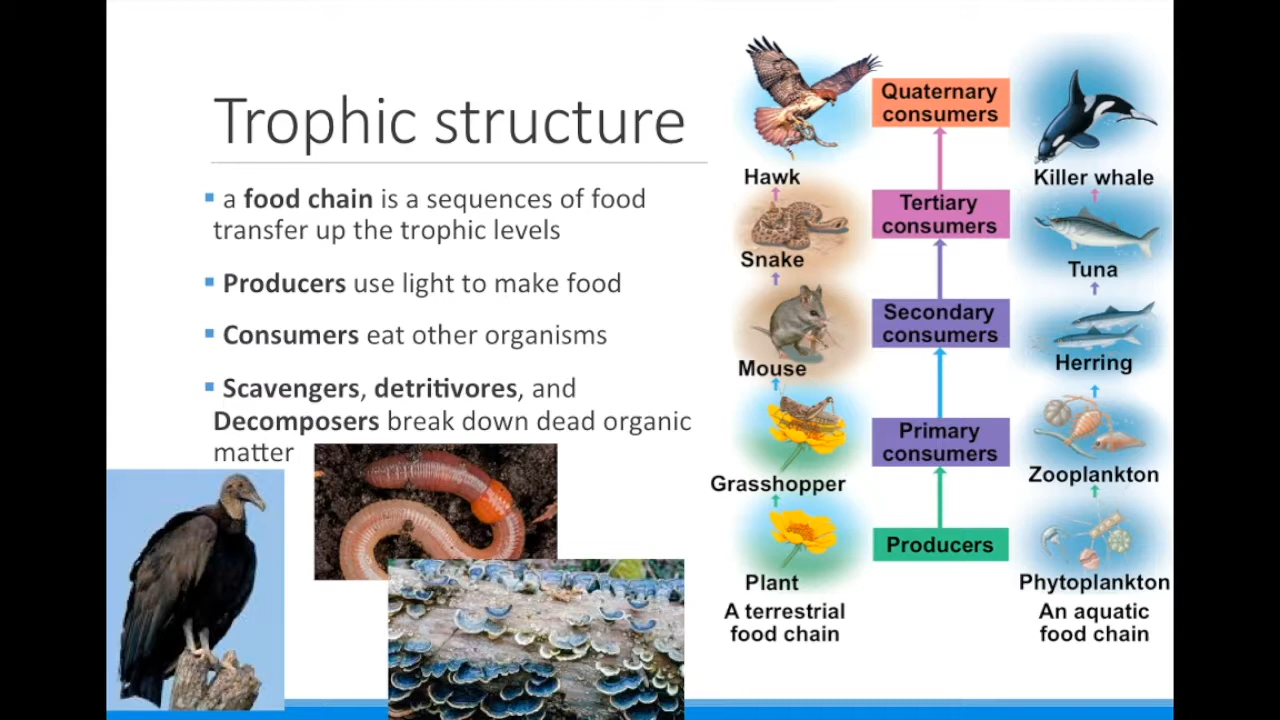 Trophic structure
▪ a food chain is a sequences of food
transfer up the trophic levels
▪ Producers use light to make food
▪ Consumers eat other organisms
▪ Scavengers, detritivores, and
Decomposers break down dead organic
matter
Quaternary
consumers
Hawk
Killer whale
Tertiary
consumers
Snake
Tuna
Secondary
consumers
Mouse
Herring
Primary
consumers
Grasshopper
Zooplankton
Producers
Plant
Phytoplankton
A terrestrial
food chain
An aquatic
food chain